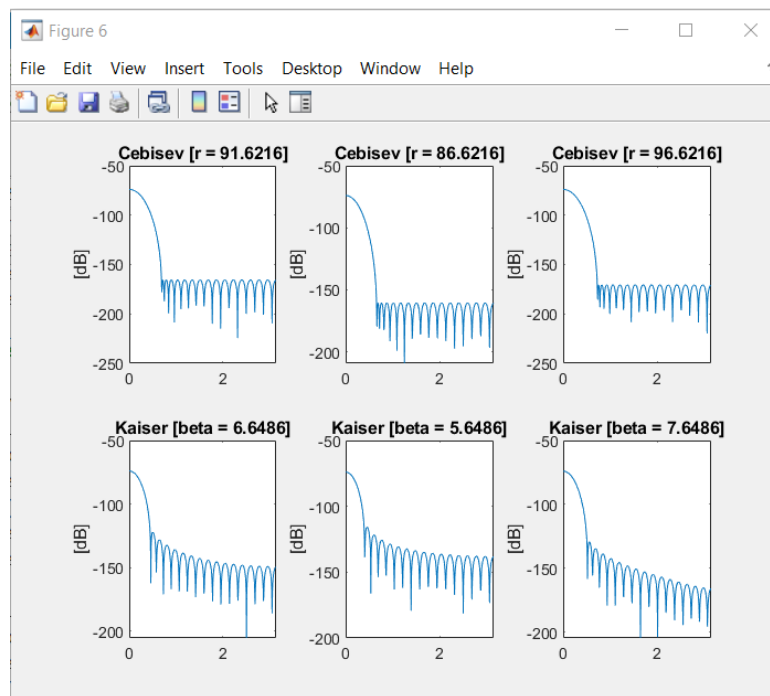 Figure 6
File Edit View Insert Tools Desktop Window Help
Cebisev [r = 91.6216] Cebisev [r = 86.6216] Cebisev [r = 96.6216]
-50 -50 -50
-100 -100 -100
[dB] [dB] [dB]
-150 -150 -150
-200 -200 -200
-250 -250
0 2 0 2 0 2
Kaiser [beta = 6.6486] Kaiser [beta = 5.6486] Kaiser [beta = 7.6486]
-50 -50 -50
-100 -100 -100
[dB] [dB] [dB]
-150 -150 -150
-200 -200 -200
0 2 0 2 0 2